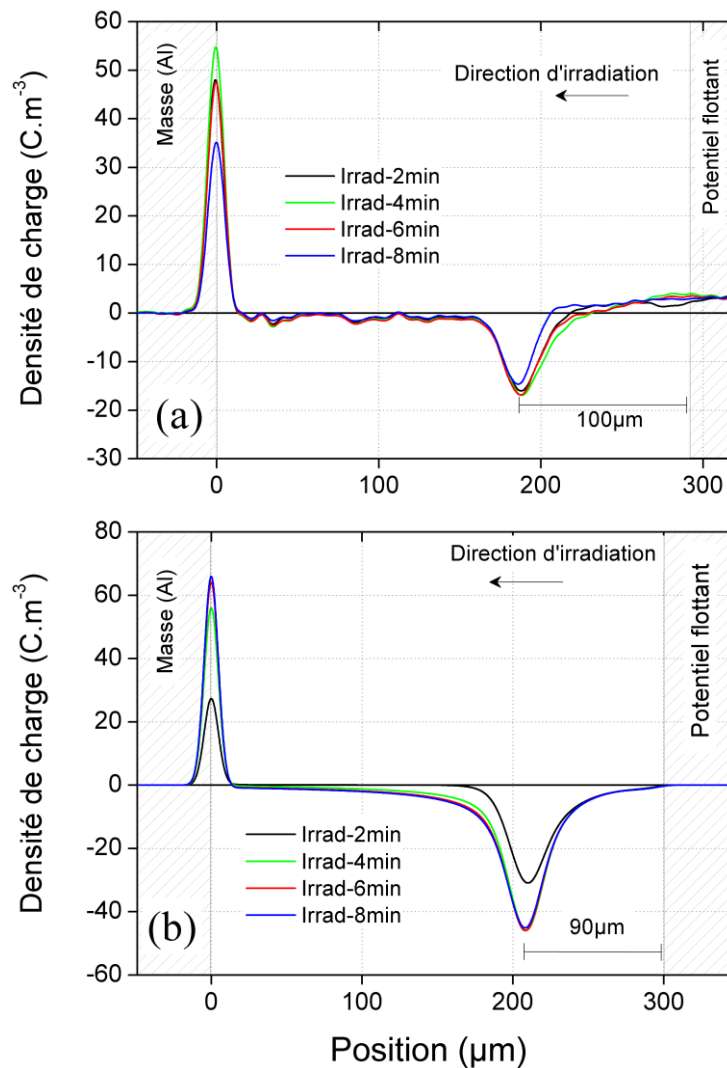 60
50
40
30
20
10
0
-10
-20
-30
Densité de charge (C.m-3)
Masse (Al)
Direction d'irradiation
Potentiel flottant
Irrad-2min
Irrad-4min
Irrad-6min
Irrad-8min
(a)
100µm
0
100
200
300
80
60
40
20
0
-20
-40
-60
Densité de charge (C.m-3)
Masse (Al)
Direction d'irradiation
Potentiel flottant
Irrad-2min
Irrad-4min
Irrad-6min
Irrad-8min
(b)
90µm
0
100
200
300
Position (µm)